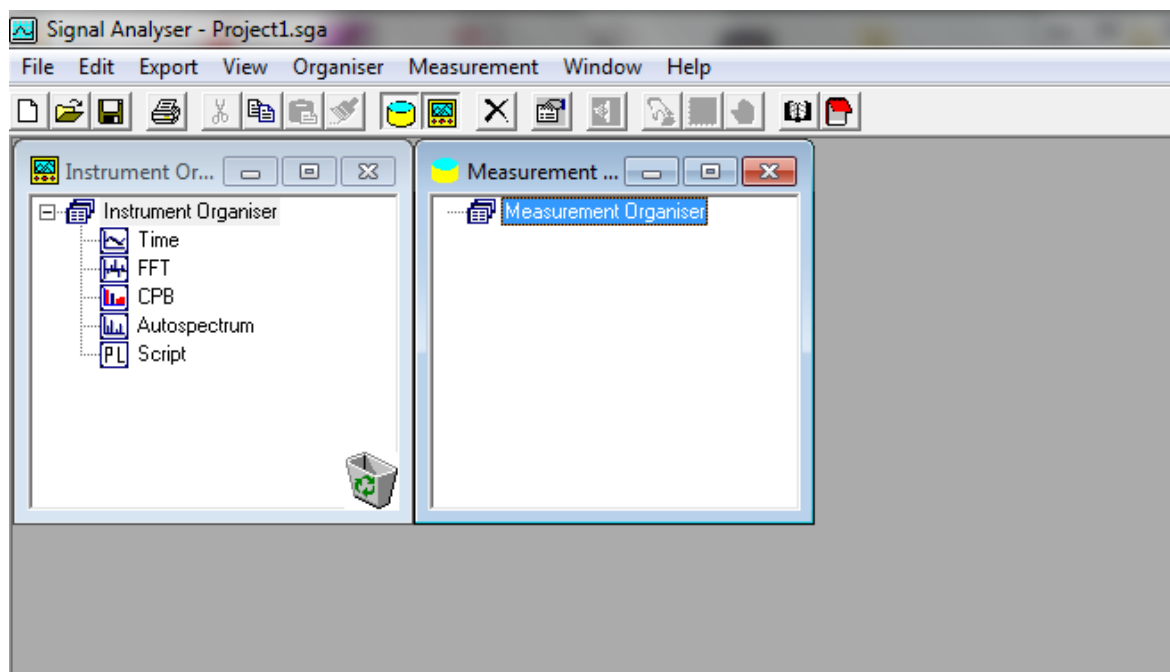 Signal Analyser - Project1.sga
File Edit Export View Organiser Measurement Window Help
Instrument Or...
Instrument Organiser
Time
FFT
CPB
Autospectrum
PL Script
Measurement ...
Measurement Organiser